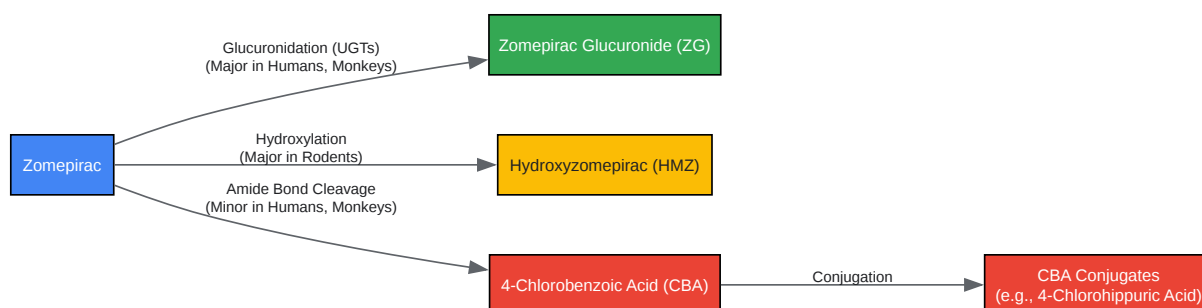 Glucuronidation (UGTs)
(Major in Humans, Monkeys)
Zomepirac Glucuronide (ZG)
Zomepirac
Hydroxylation
(Major in Rodents)
Hydroxyzomepirac (HMZ)
Amide Bond Cleavage
(Minor in Humans, Monkeys)
4-Chlorobenzoic Acid (CBA)
Conjugation
CBA Conjugates
(e.g., 4-Chlorohippuric Acid)